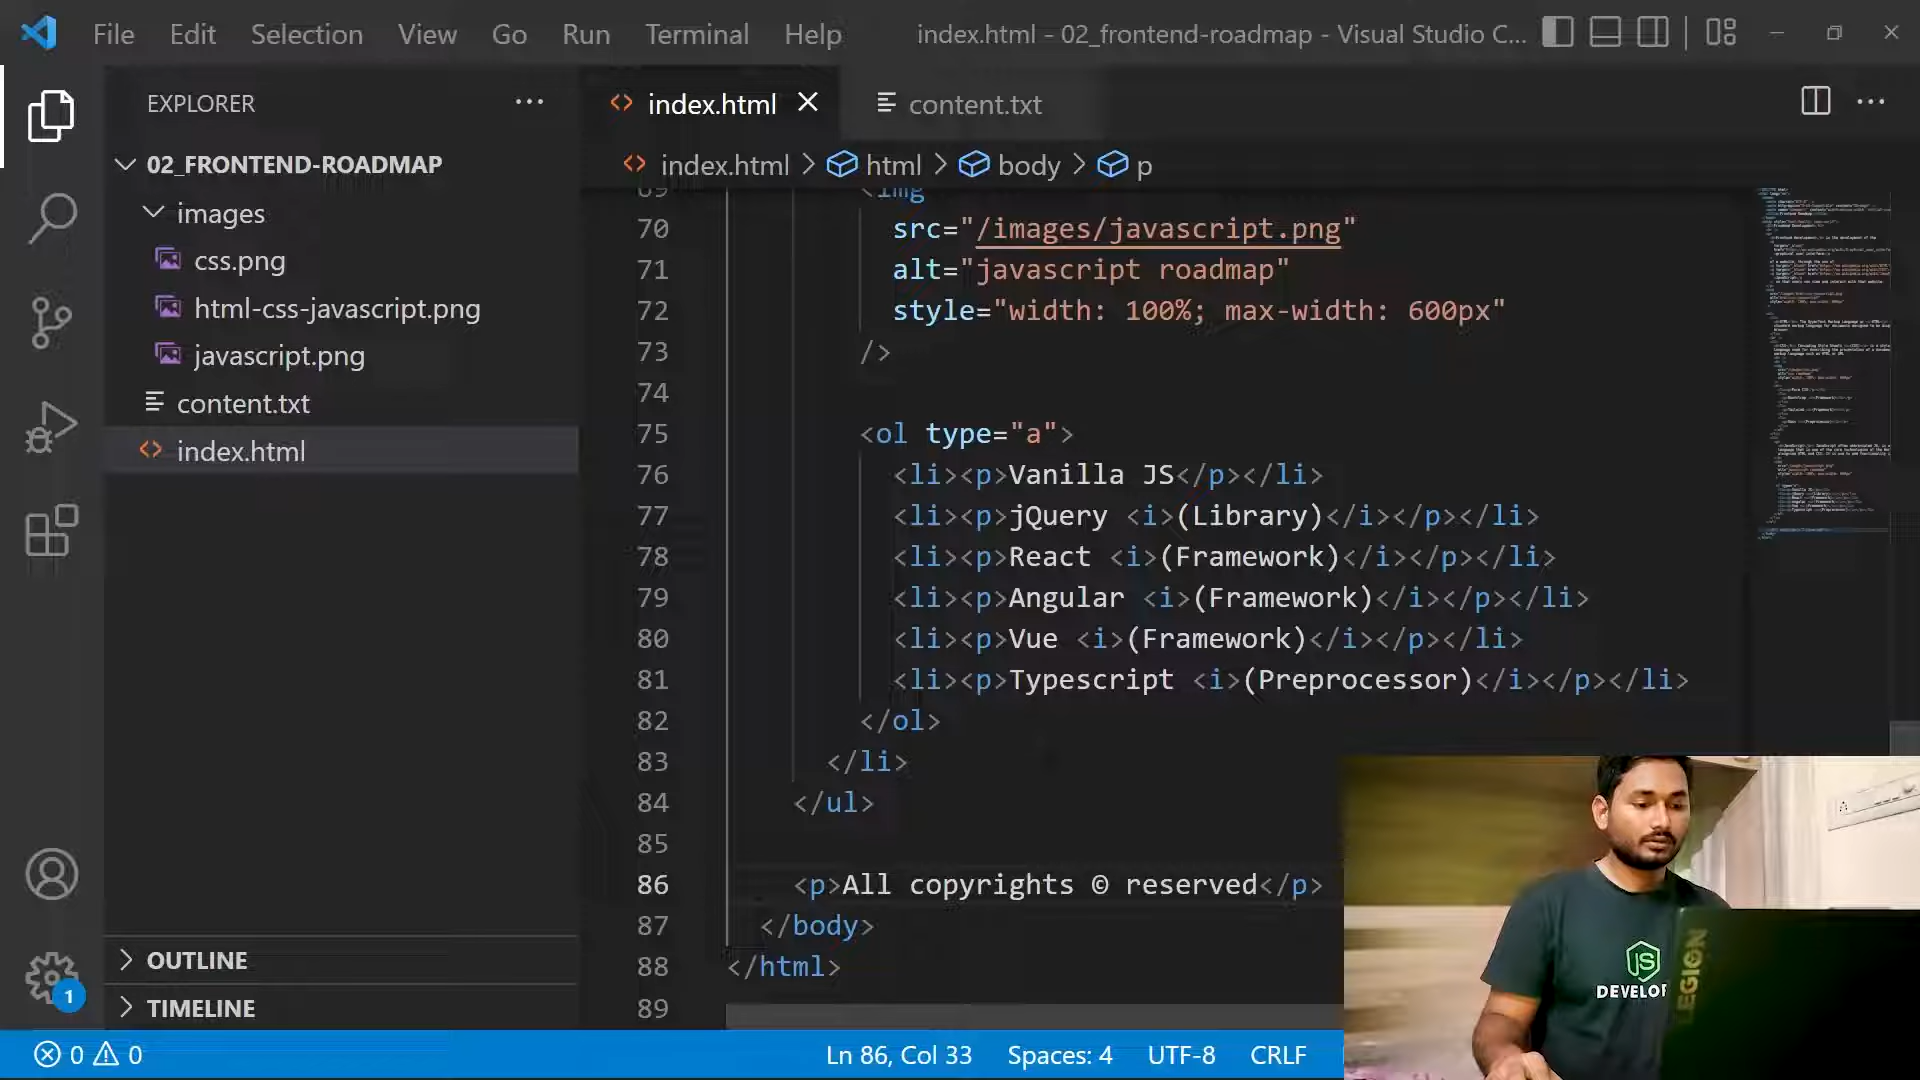 File Edit Selection View Go Run Terminal Help index.html - 02_frontend-roadmap - Visual Studio C...
EXPLORER
02_FRONTEND-ROADMAP
images
css.png
html-css-javascript.png
javascript.png
content.txt
index.html
OUTLINE
TIMELINE
1
index.html content.txt
index.html > html > body > p
69 <img
70 src="/images/javascript.png"
71 alt="javascript roadmap"
72 style="width: 100%; max-width: 600px"
73 />
74
75 <ol type="a">
76 <li><p>Vanilla JS</p></li>
77 <li><p>jQuery <i>(Library)</i></p></li>
78 <li><p>React <i>(Framework)</i></p></li>
79 <li><p>Angular <i>(Framework)</i></p></li>
80 <li><p>Vue <i>(Framework)</i></p></li>
81 <li><p>Typescript <i>(Preprocessor)</i></p></li>
82 </ol>
83 </li>
84 </ul>
85
86 <p>All copyrights © reserved</p>
87 </body>
88 </html>
89
JS
DEVELOP
LEGION
0 0 Ln 86, Col 33 Spaces: 4 UTF-8 CRLF